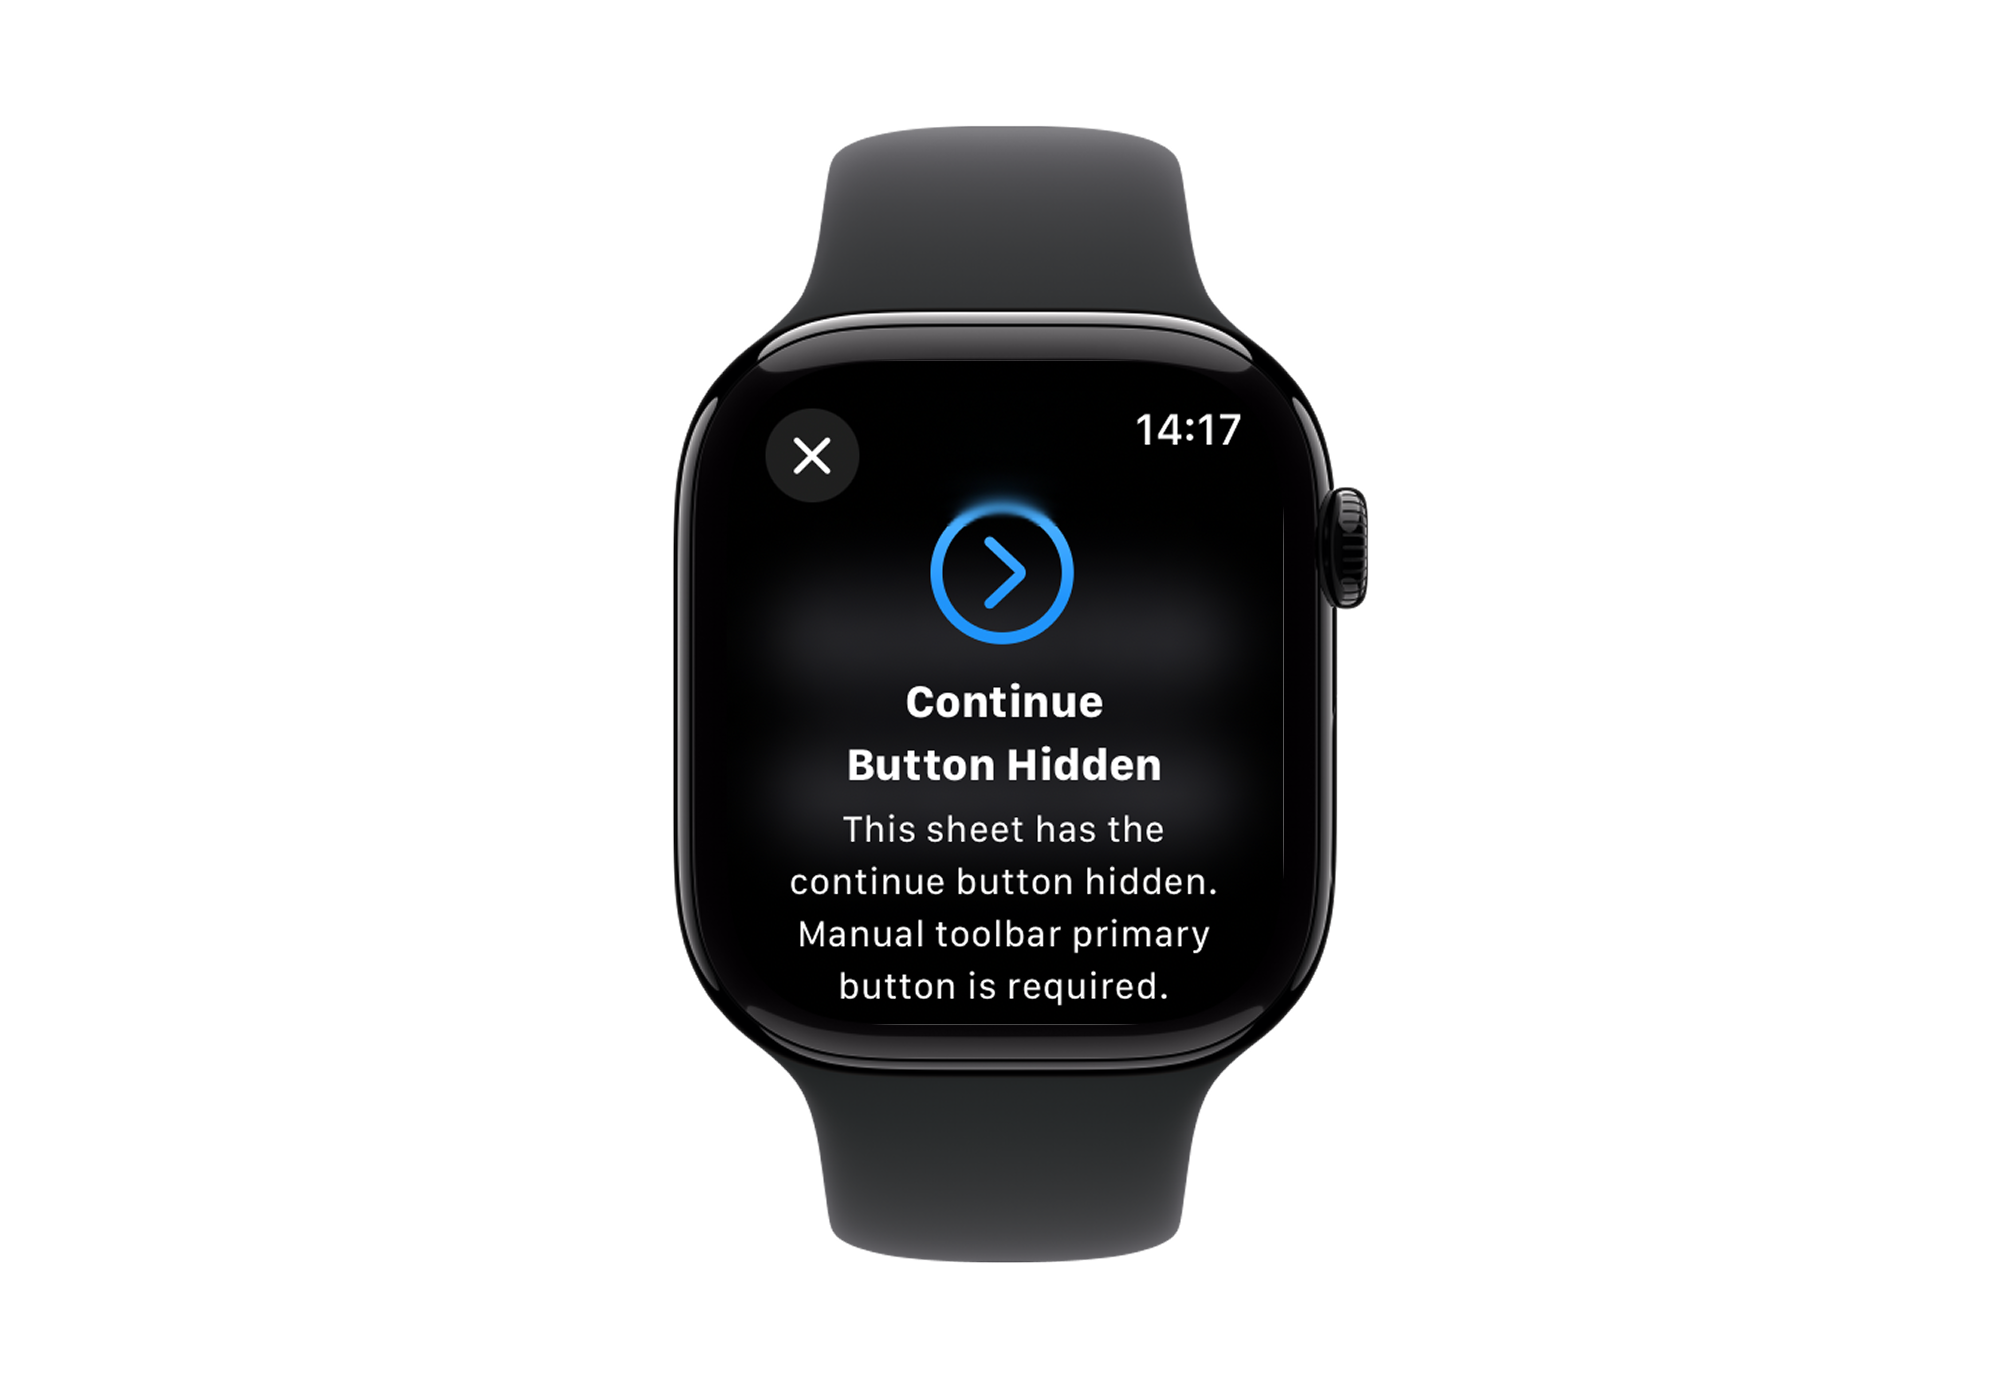 14:17
Continue
Button Hidden
This sheet has the
continue button hidden.
Manual toolbar primary
button is required.